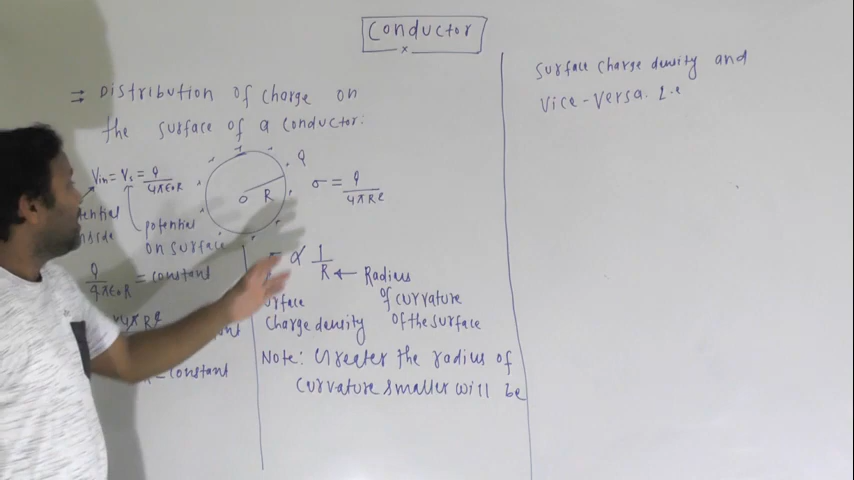 Conductor
⇒ Distribution of charge on
the surface of a conductor:
Vin = Vs = q/4πε₀R
potential
on surface
q/4πε₀R = constant
constant
O R
Q
σ = q/4πR²
∝ 1/R ← Radius
of curvature
Charge density of the surface
Note: Greater the radius of
curvature smaller will be
Surface charge density and
Vice-Versa. i.e